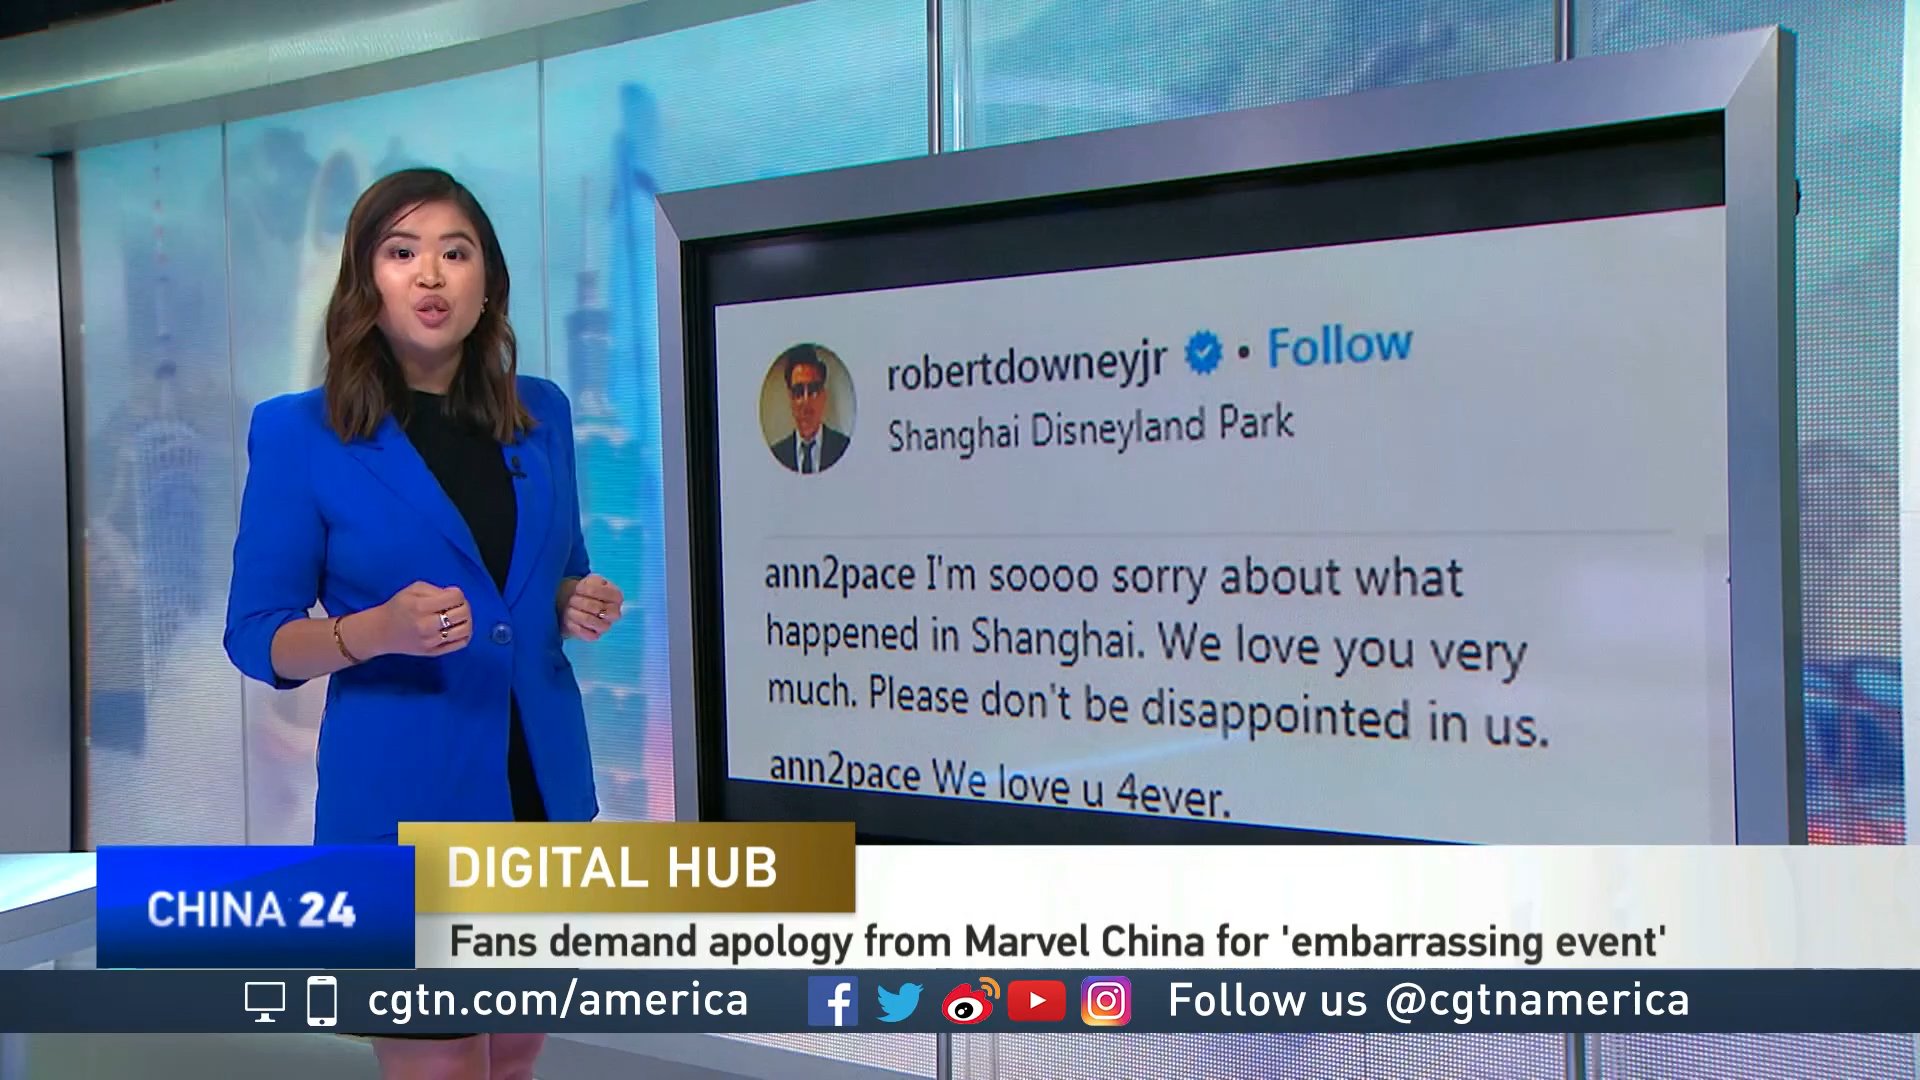 robertdowneyjr • Follow
Shanghai Disneyland Park
ann2pace I'm soooo sorry about what
happened in Shanghai. We love you very
much. Please don't be disappointed in us.
ann2pace We love u 4ever.
DIGITAL HUB
CHINA 24
Fans demand apology from Marvel China for 'embarrassing event'
cgtn.com/america
Follow us @cgtnamerica